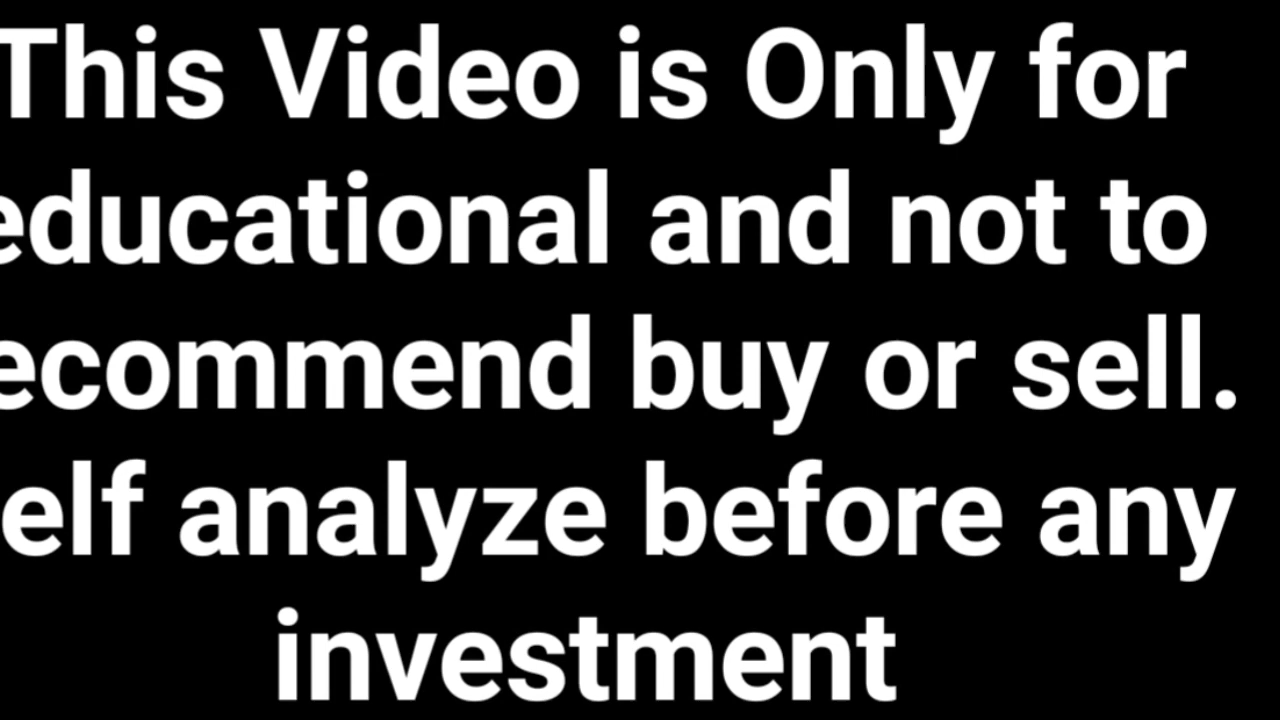 This Video is Only for
educational and not to
ecommend buy or sell.
elf analyze before any
investment